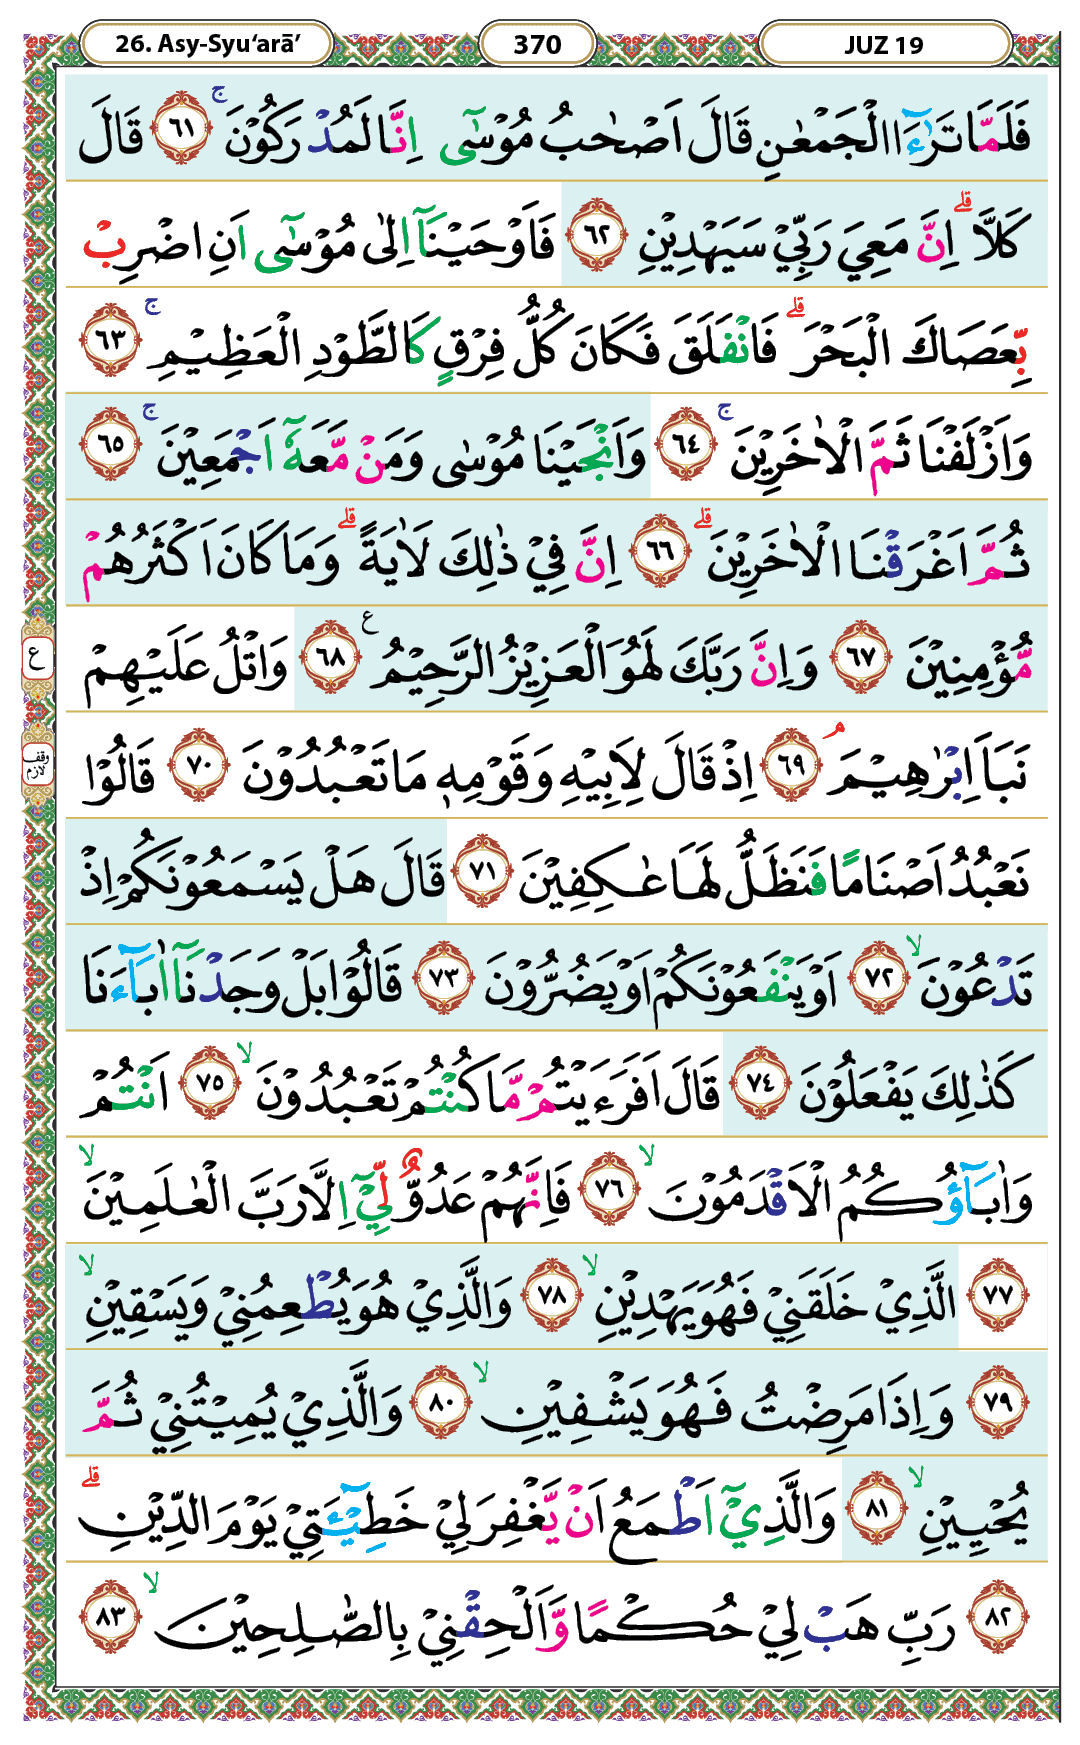 26. Asy-Syu‘arā’
370
JUZ 19
فَلَمَّا تَرَٰۤءَا الْجَمْعٰنِ قَالَ اَصْحٰبُ مُوْسٰٓى اِنَّا لَمُدْرَكُوْنَ ۚ ٦١ قَالَ
كَلَّا ۗ اِنَّ مَعِيَ رَبِّيْ سَيَهْدِيْنِ ٦٢ فَاَوْحَيْنَآ اِلٰى مُوْسٰٓى اَنِ اضْرِبْ
بِّعَصَاكَ الْبَحْرَ ۗ فَانْفَلَقَ فَكَانَ كُلُّ فِرْقٍ كَالطَّوْدِ الْعَظِيْمِ ۚ ٦٣
وَاَزْلَفْنَا ثَمَّ الْاٰخَرِيْنَ ۚ ٦٤ وَاَنْجَيْنَا مُوْسٰى وَمَنْ مَّعَهٗٓ اَجْمَعِيْنَ ۚ ٦٥
ثُمَّ اَغْرَقْنَا الْاٰخَرِيْنَ ۗ ٦٦ اِنَّ فِيْ ذٰلِكَ لَاٰيَةً ۗ وَمَا كَانَ اَكْثَرُهُمْ
مُّؤْمِنِيْنَ ٦٧ وَاِنَّ رَبَّكَ لَهُوَ الْعَزِيْزُ الرَّحِيْمُ ࣖ ٦٨ وَاتْلُ عَلَيْهِمْ
ع
نَبَاَ اِبْرٰهِيْمَ ۘ ٦٩ اِذْ قَالَ لِاَبِيْهِ وَقَوْمِهٖ مَا تَعْبُدُوْنَ ٧٠ قَالُوْا
وقف لازم
نَعْبُدُ اَصْنَامًا فَنَظَلُّ لَهَا عٰكِفِيْنَ ٧١ قَالَ هَلْ يَسْمَعُوْنَكُمْ اِذْ
تَدْعُوْنَ ۙ ٧٢ اَوْ يَنْفَعُوْنَكُمْ اَوْ يَضُرُّوْنَ ٧٣ قَالُوْا بَلْ وَجَدْنَآ اٰبَاۤءَنَا
كَذٰلِكَ يَفْعَلُوْنَ ٧٤ قَالَ اَفَرَءَيْتُمْ مَّا كُنْتُمْ تَعْبُدُوْنَ ۙ ٧٥ اَنْتُمْ
وَاٰبَاۤؤُكُمُ الْاَقْدَمُوْنَ ۙ ٧٦ فَاِنَّهُمْ عَدُوٌّ لِّيْٓ اِلَّا رَبَّ الْعٰلَمِيْنَ ۙ
٧٧ الَّذِيْ خَلَقَنِيْ فَهُوَ يَهْدِيْنِ ۙ ٧٨ وَالَّذِيْ هُوَ يُطْعِمُنِيْ وَيَسْقِيْنِ ۙ
٧٩ وَاِذَا مَرِضْتُ فَهُوَ يَشْفِيْنِ ۙ ٨٠ وَالَّذِيْ يُمِيْتُنِيْ ثُمَّ
يُحْيِيْنِ ۙ ٨١ وَالَّذِيْٓ اَطْمَعُ اَنْ يَّغْفِرَ لِيْ خَطِيْۤـَٔتِيْ يَوْمَ الدِّيْنِ ۗ
٨٢ رَبِّ هَبْ لِيْ حُكْمًا وَّاَلْحِقْنِيْ بِالصّٰلِحِيْنَ ۙ ٨٣